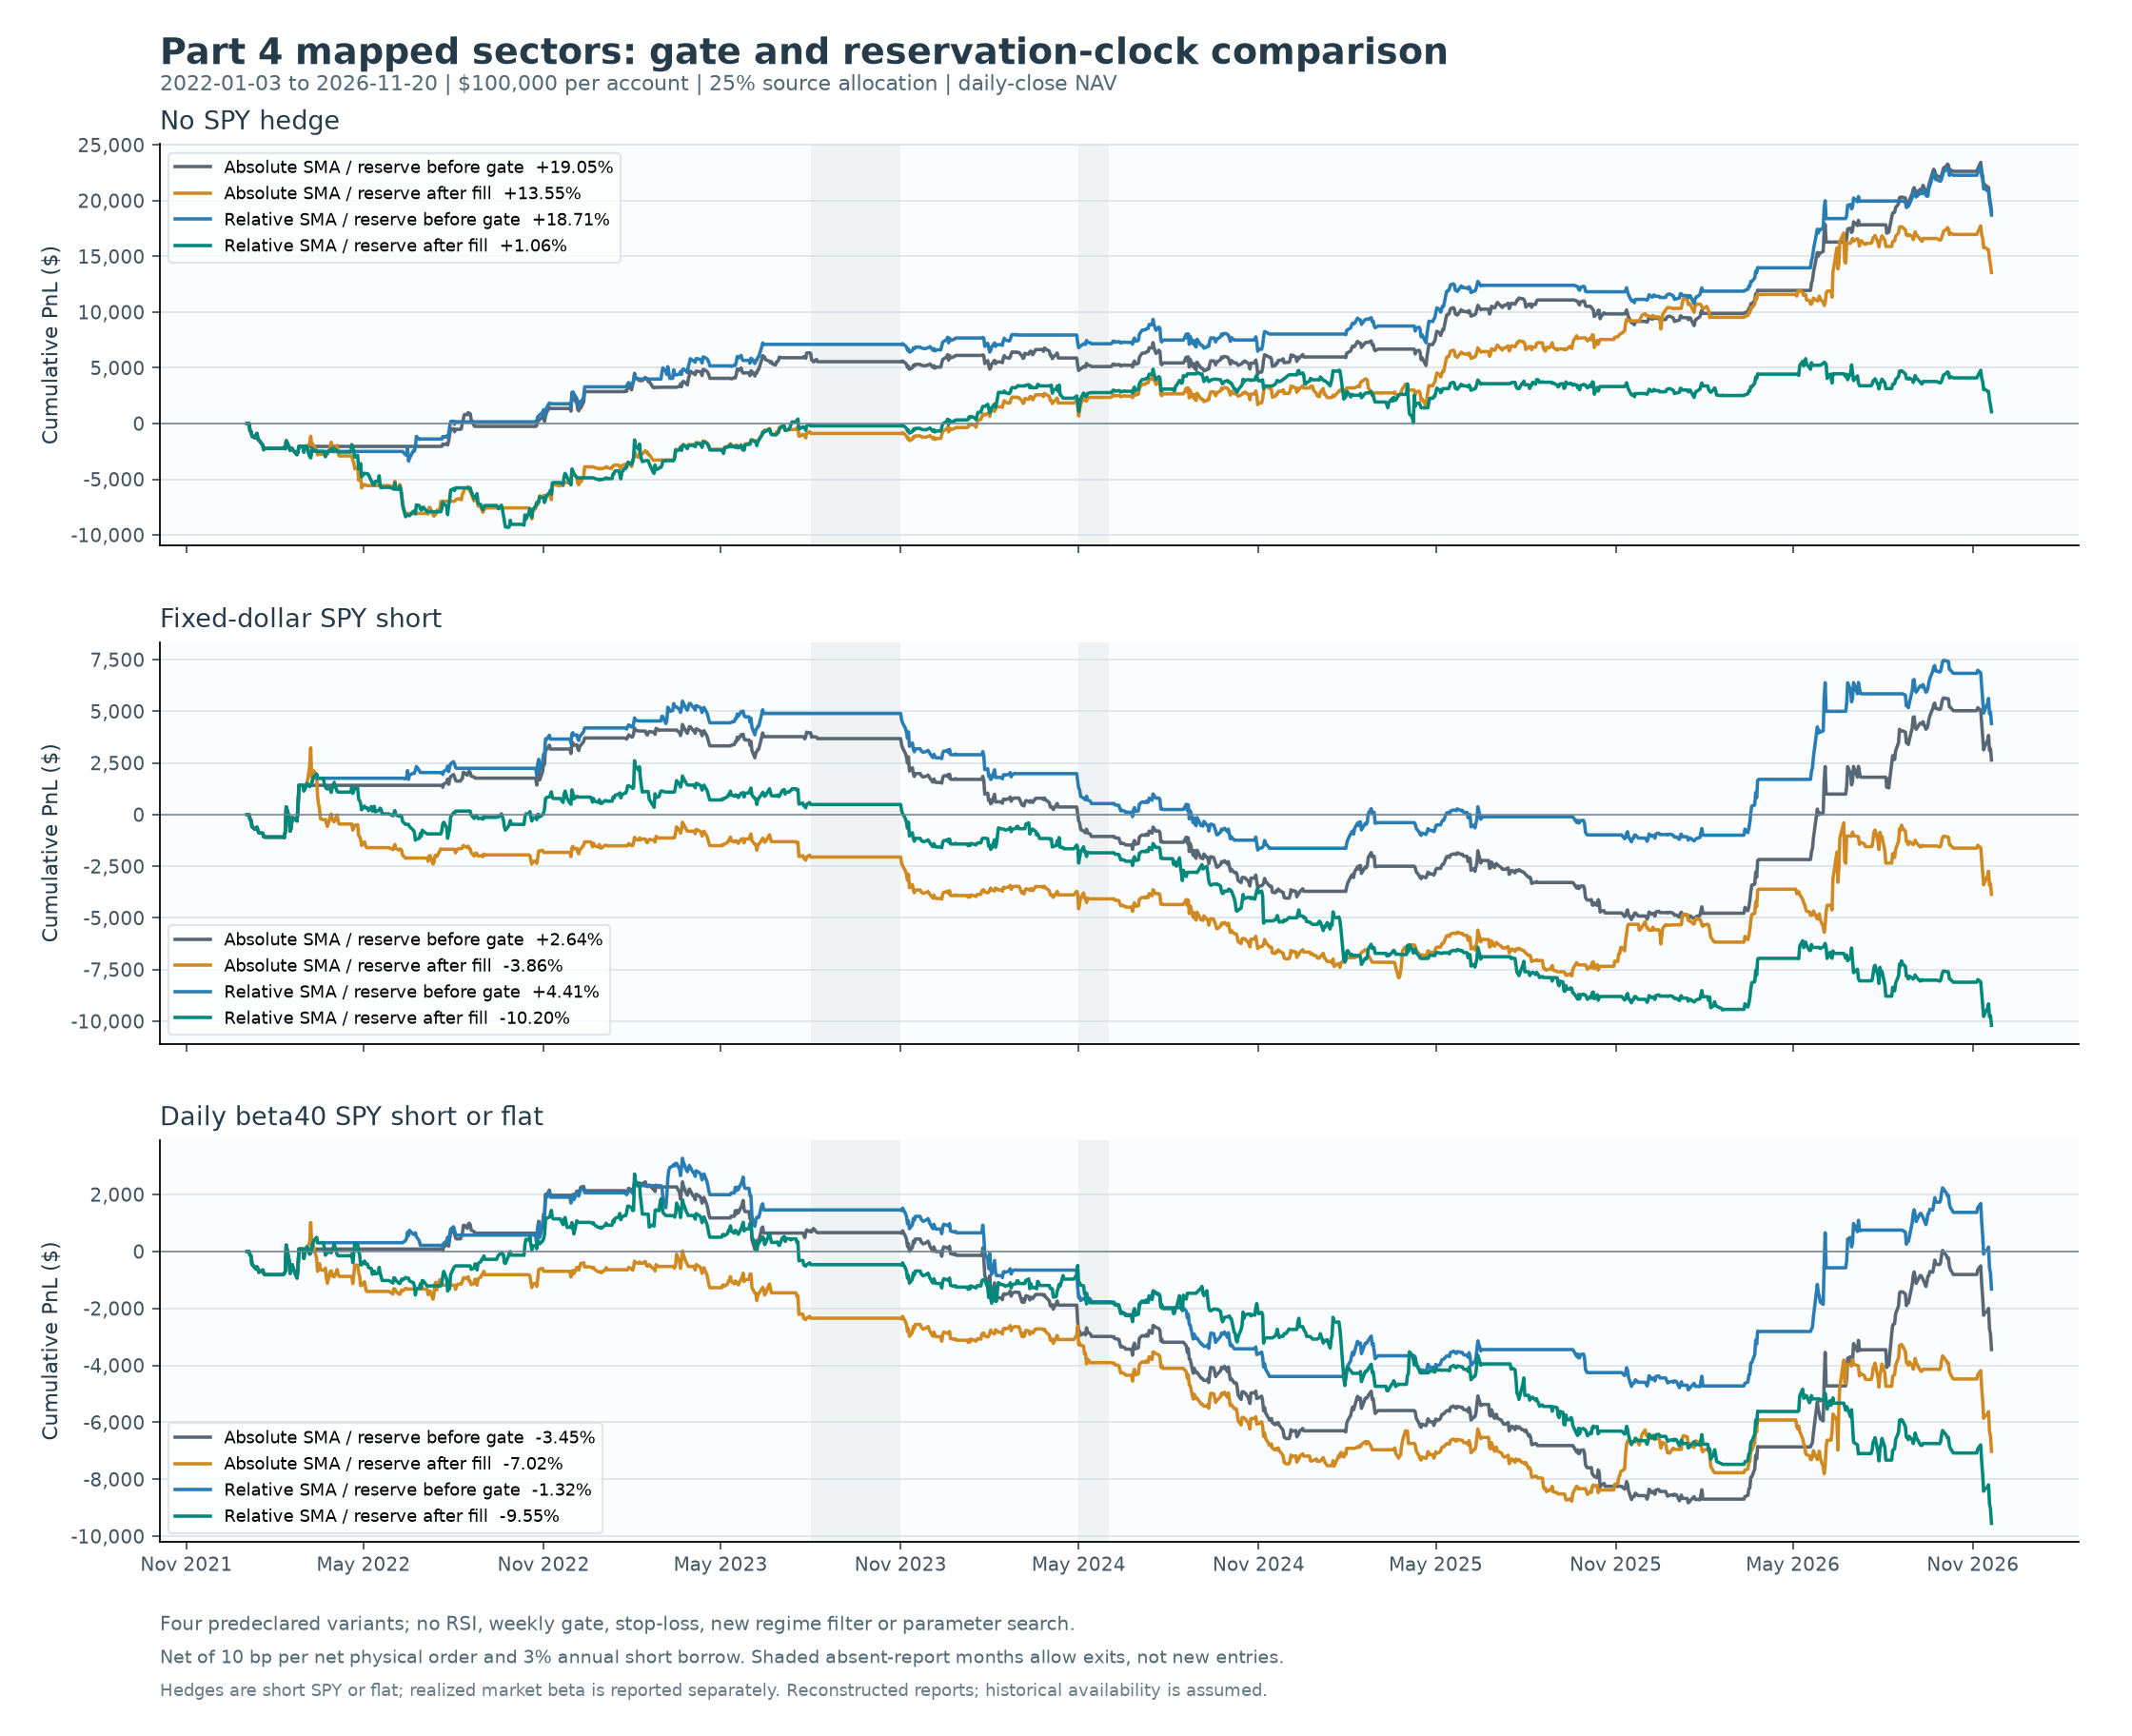 Part 4 mapped sectors: gate and reservation-clock comparison
2022-01-03 to 2026-11-20 | $100,000 per account | 25% source allocation | daily-close NAV
No SPY hedge
Cumulative PnL ($)
25,000
20,000
15,000
10,000
5,000
0
-5,000
-10,000
Absolute SMA / reserve before gate +19.05%
Absolute SMA / reserve after fill +13.55%
Relative SMA / reserve before gate +18.71%
Relative SMA / reserve after fill +1.06%
Fixed-dollar SPY short
Cumulative PnL ($)
7,500
5,000
2,500
0
-2,500
-5,000
-7,500
-10,000
Absolute SMA / reserve before gate +2.64%
Absolute SMA / reserve after fill -3.86%
Relative SMA / reserve before gate +4.41%
Relative SMA / reserve after fill -10.20%
Daily beta40 SPY short or flat
Cumulative PnL ($)
2,000
0
-2,000
-4,000
-6,000
-8,000
-10,000
Absolute SMA / reserve before gate -3.45%
Absolute SMA / reserve after fill -7.02%
Relative SMA / reserve before gate -1.32%
Relative SMA / reserve after fill -9.55%
Nov 2021 May 2022 Nov 2022 May 2023 Nov 2023 May 2024 Nov 2024 May 2025 Nov 2025 May 2026 Nov 2026
Four predeclared variants; no RSI, weekly gate, stop-loss, new regime filter or parameter search.
Net of 10 bp per net physical order and 3% annual short borrow. Shaded absent-report months allow exits, not new entries.
Hedges are short SPY or flat; realized market beta is reported separately. Reconstructed reports; historical availability is assumed.